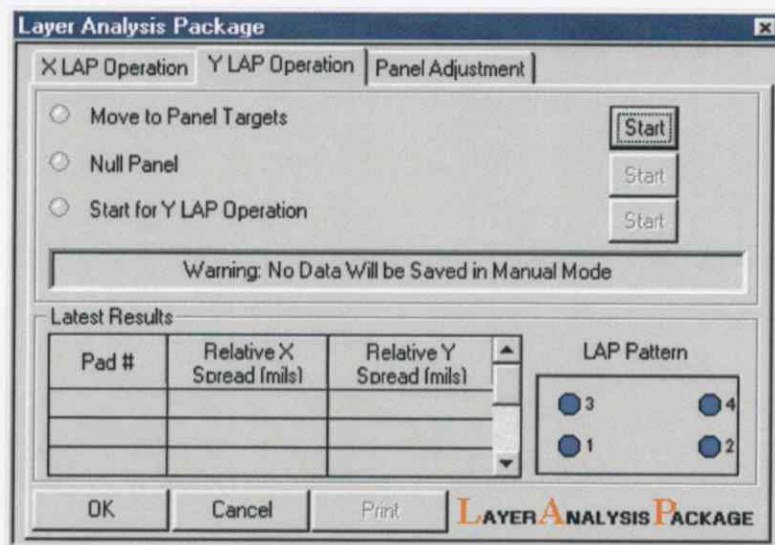 Layer Analysis Package
X LAP Operation Y LAP Operation Panel Adjustment
Move to Panel Targets Start
Null Panel Start
Start for Y LAP Operation Start
Warning: No Data Will be Saved in Manual Mode
Latest Results
Pad # Relative X Spread (mils) Relative Y Spread (mils)
LAP Pattern
3 4
1 2
OK Cancel Print LAYER ANALYSIS PACKAGE